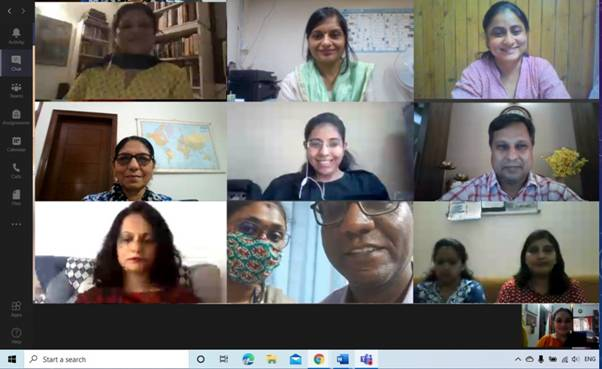 Activity
Chat
Teams
Assignments
Calendar
Calls
Files
Apps
Help
Start a search
ENG